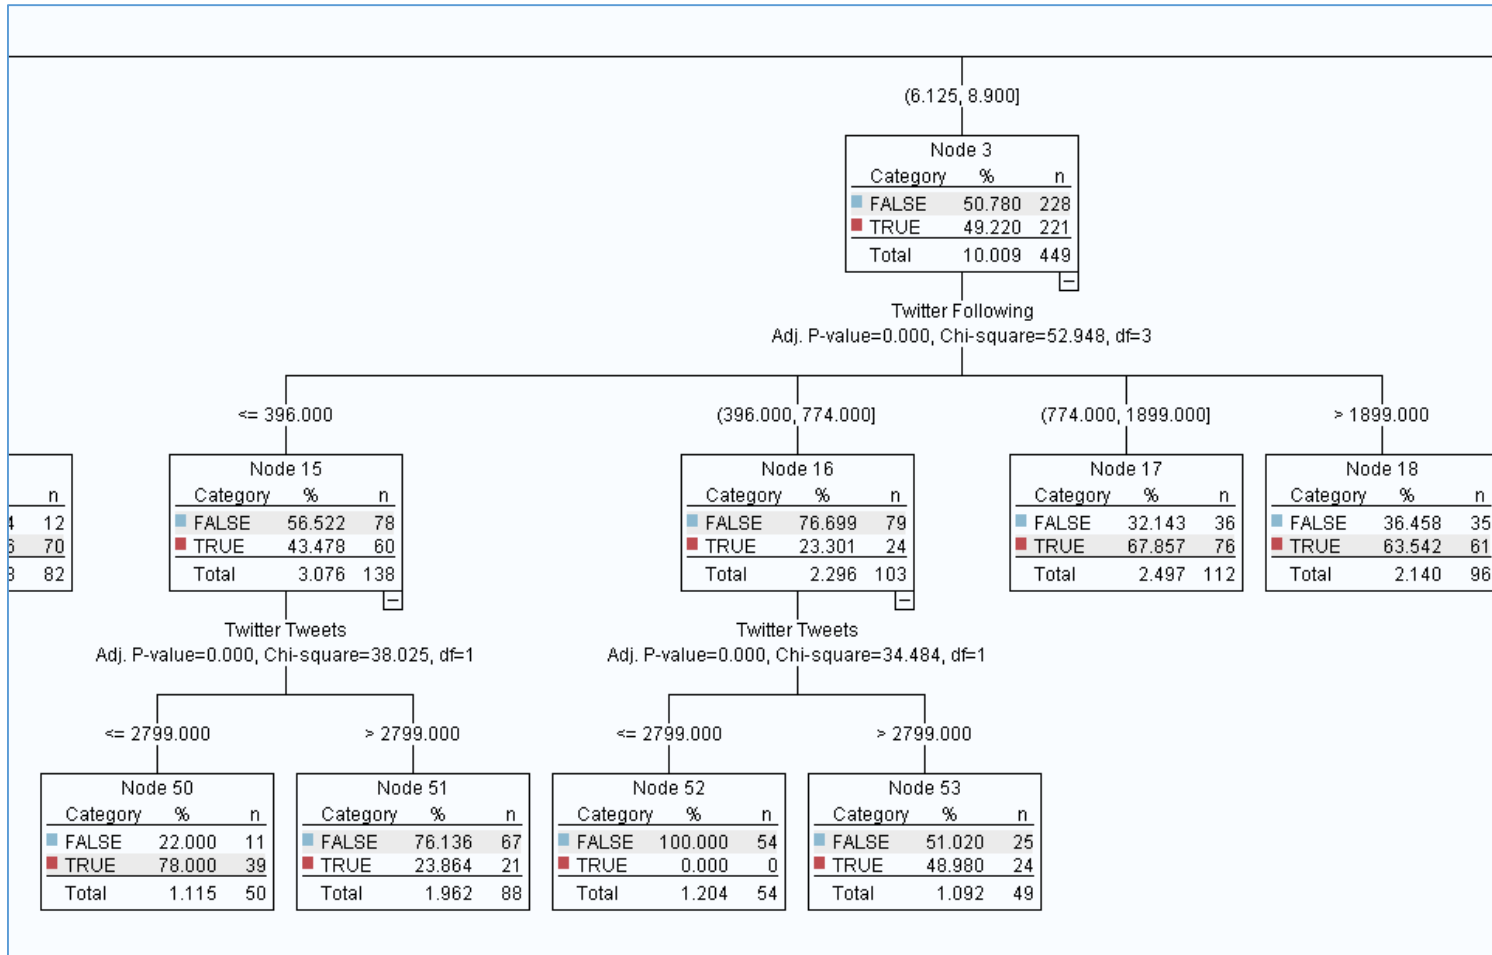 (6.125, 8.900]
Node 3
Category % n
FALSE 50.780 228
TRUE 49.220 221
Total 10.009 449
Twitter Following
Adj. P-value=0.000, Chi-square=52.948, df=3
<= 396.000
(396.000, 774.000]
(774.000, 1899.000]
> 1899.000
n
4 12
6 70
3 82
Node 15
Category % n
FALSE 56.522 78
TRUE 43.478 60
Total 3.076 138
Node 16
Category % n
FALSE 76.699 79
TRUE 23.301 24
Total 2.296 103
Node 17
Category % n
FALSE 32.143 36
TRUE 67.857 76
Total 2.497 112
Node 18
Category % n
FALSE 36.458 35
TRUE 63.542 61
Total 2.140 96
Twitter Tweets
Adj. P-value=0.000, Chi-square=38.025, df=1
Twitter Tweets
Adj. P-value=0.000, Chi-square=34.484, df=1
<= 2799.000
> 2799.000
<= 2799.000
> 2799.000
Node 50
Category % n
FALSE 22.000 11
TRUE 78.000 39
Total 1.115 50
Node 51
Category % n
FALSE 76.136 67
TRUE 23.864 21
Total 1.962 88
Node 52
Category % n
FALSE 100.000 54
TRUE 0.000 0
Total 1.204 54
Node 53
Category % n
FALSE 51.020 25
TRUE 48.980 24
Total 1.092 49